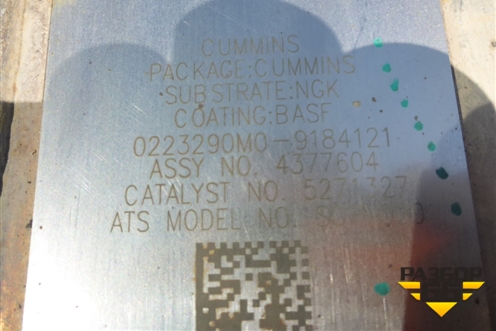 CUMMINS
PACKAGE:CUMMINS
SUBSTRATE:NGK
COATING:BASF
0223290M0-9184121
ASSY NO. 4377604
CATALYST NO. 5271327
ATS MODEL NO.
РАЗБОР